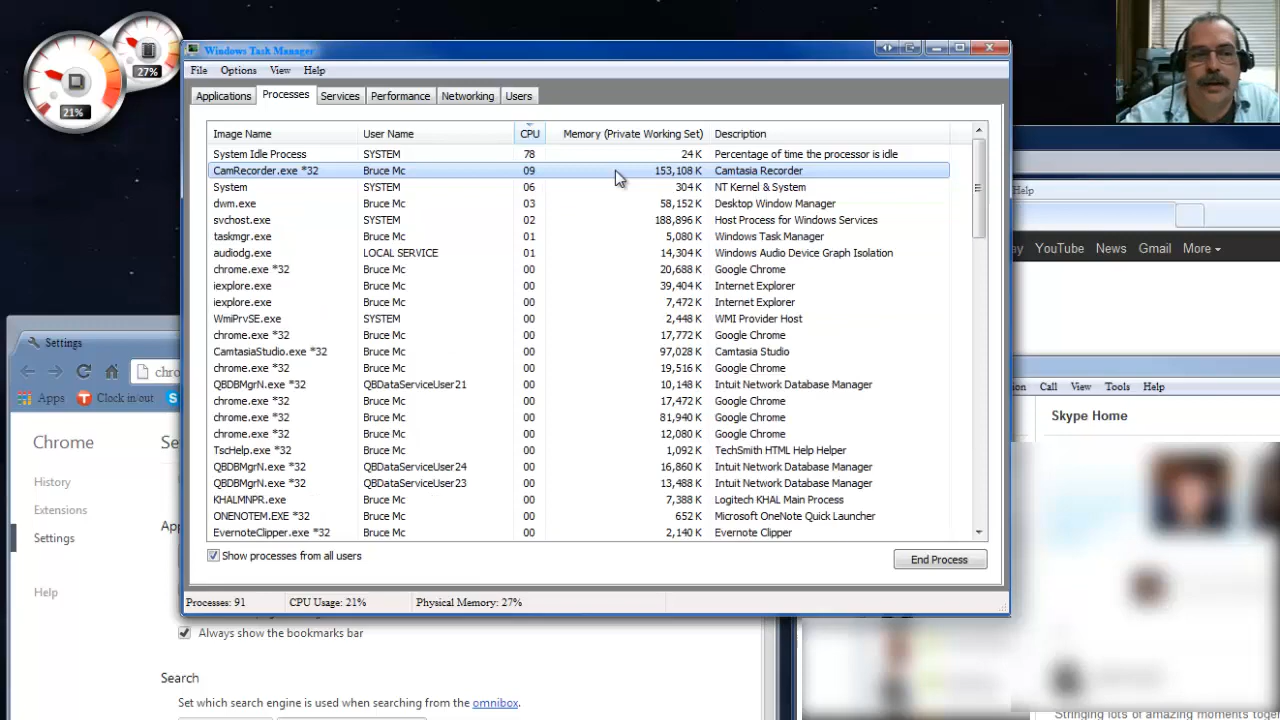 27%
21%
Windows Task Manager
File Options View Help
Applications Processes Services Performance Networking Users
Image Name User Name CPU Memory (Private Working Set) Description
System Idle Process SYSTEM 78 24 K Percentage of time the processor is idle
CamRecorder.exe *32 Bruce Mc 09 153,108 K Camtasia Recorder
System SYSTEM 06 304 K NT Kernel & System
dwm.exe Bruce Mc 03 58,152 K Desktop Window Manager
svchost.exe SYSTEM 02 188,896 K Host Process for Windows Services
taskmgr.exe Bruce Mc 01 5,080 K Windows Task Manager
audiodg.exe LOCAL SERVICE 01 14,304 K Windows Audio Device Graph Isolation
chrome.exe *32 Bruce Mc 00 20,688 K Google Chrome
iexplore.exe Bruce Mc 00 39,404 K Internet Explorer
iexplore.exe Bruce Mc 00 7,472 K Internet Explorer
WmiPrvSE.exe SYSTEM 00 2,448 K WMI Provider Host
chrome.exe *32 Bruce Mc 00 17,772 K Google Chrome
CamtasiaStudio.exe *32 Bruce Mc 00 97,028 K Camtasia Studio
chrome.exe *32 Bruce Mc 00 19,516 K Google Chrome
QBDBMgrN.exe *32 QBDataServiceUser21 00 10,148 K Intuit Network Database Manager
chrome.exe *32 Bruce Mc 00 17,472 K Google Chrome
chrome.exe *32 Bruce Mc 00 81,940 K Google Chrome
chrome.exe *32 Bruce Mc 00 12,080 K Google Chrome
TscHelp.exe *32 Bruce Mc 00 1,092 K TechSmith HTML Help Helper
QBDBMgrN.exe *32 QBDataServiceUser24 00 16,860 K Intuit Network Database Manager
QBDBMgrN.exe *32 QBDataServiceUser23 00 13,488 K Intuit Network Database Manager
KHALMNPR.exe Bruce Mc 00 7,388 K Logitech KHAL Main Process
ONENOTEM.EXE *32 Bruce Mc 00 652 K Microsoft OneNote Quick Launcher
EvernoteClipper.exe *32 Bruce Mc 00 2,140 K Evernote Clipper
Show processes from all users End Process
Processes: 91 CPU Usage: 21% Physical Memory: 27%
Settings
chro
Apps Clock in/out
Chrome Se
History
Extensions
App
Settings
Help
Always show the bookmarks bar
Search
Set which search engine is used when searching from the omnibox.
Help
ay YouTube News Gmail More
ion Call View Tools Help
Skype Home
Stringing lots of amazing moments toge